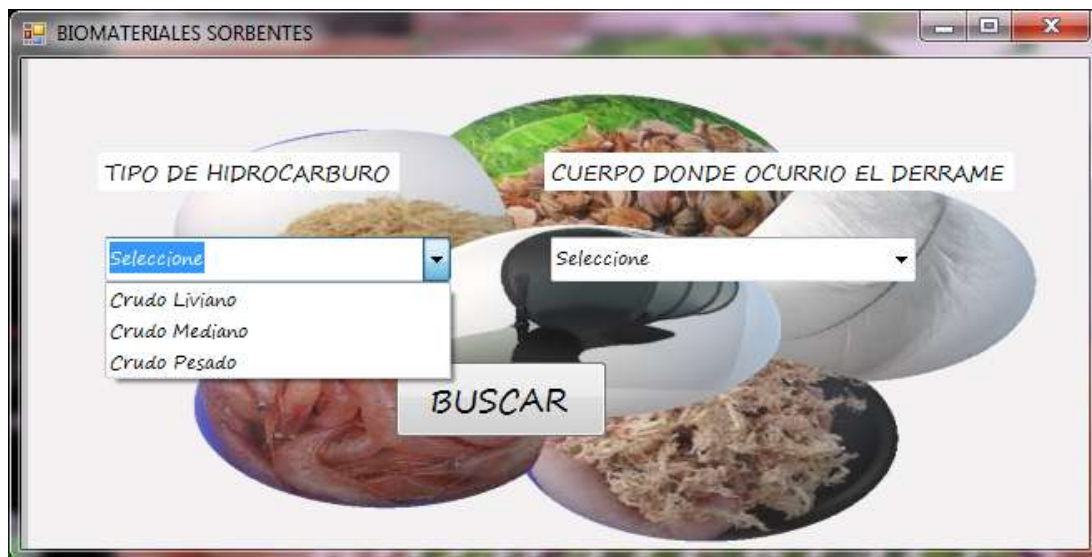 BIOMATERIALES SORBENTES
TIPO DE HIDROCARBURO
CUERPO DONDE OCURRIO EL DERRAME
Seleccione
Seleccione
Crudo Liviano
Crudo Mediano
Crudo Pesado
BUSCAR